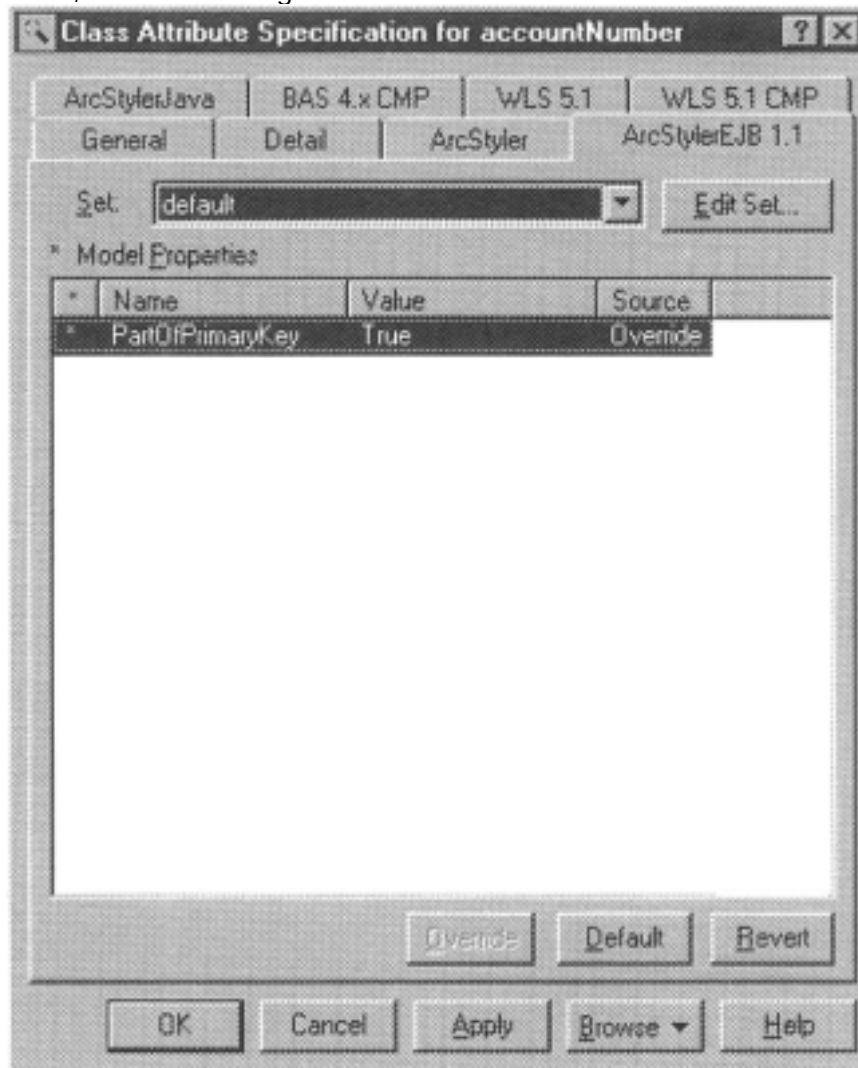 Class Attribute Specification for accountNumber
ArcStylerJava BAS 4.x CMP WLS 5.1 WLS 5.1 CMP
General Detail ArcStyler ArcStylerEJB 1.1
Set: default Edit Set...
* Model Properties
* Name Value Source
* PartOfPrimaryKey True Override
Override Default Revert
OK Cancel Apply Browse Help